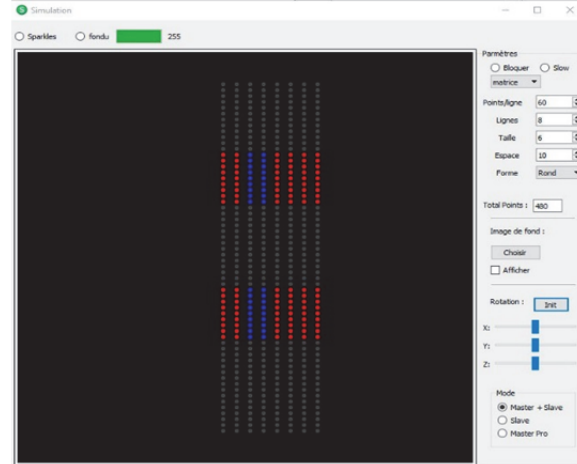 S Simulation
Sparkles fondu 255
Paramètres
Bloquer Slow
matrice
Points/ligne 60
Lignes 8
Taille 6
Espace 10
Forme Rond
Total Points : 480
Image de fond :
Choisir
Afficher
Rotation : Init
X:
Y:
Z:
Mode
Master + Slave
Slave
Master Pro